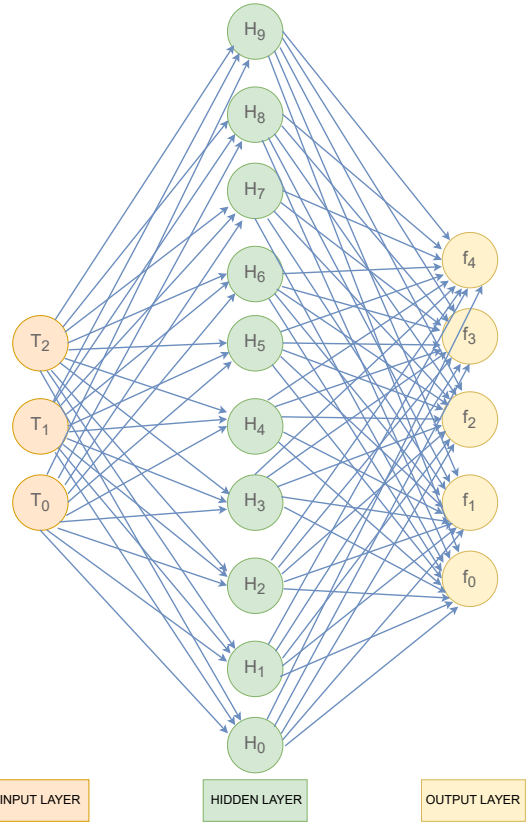 H9
H8
H7
H6
H5
H4
H3
H2
H1
H0
T2
T1
T0
f4
f3
f2
f1
f0
INPUT LAYER
HIDDEN LAYER
OUTPUT LAYER